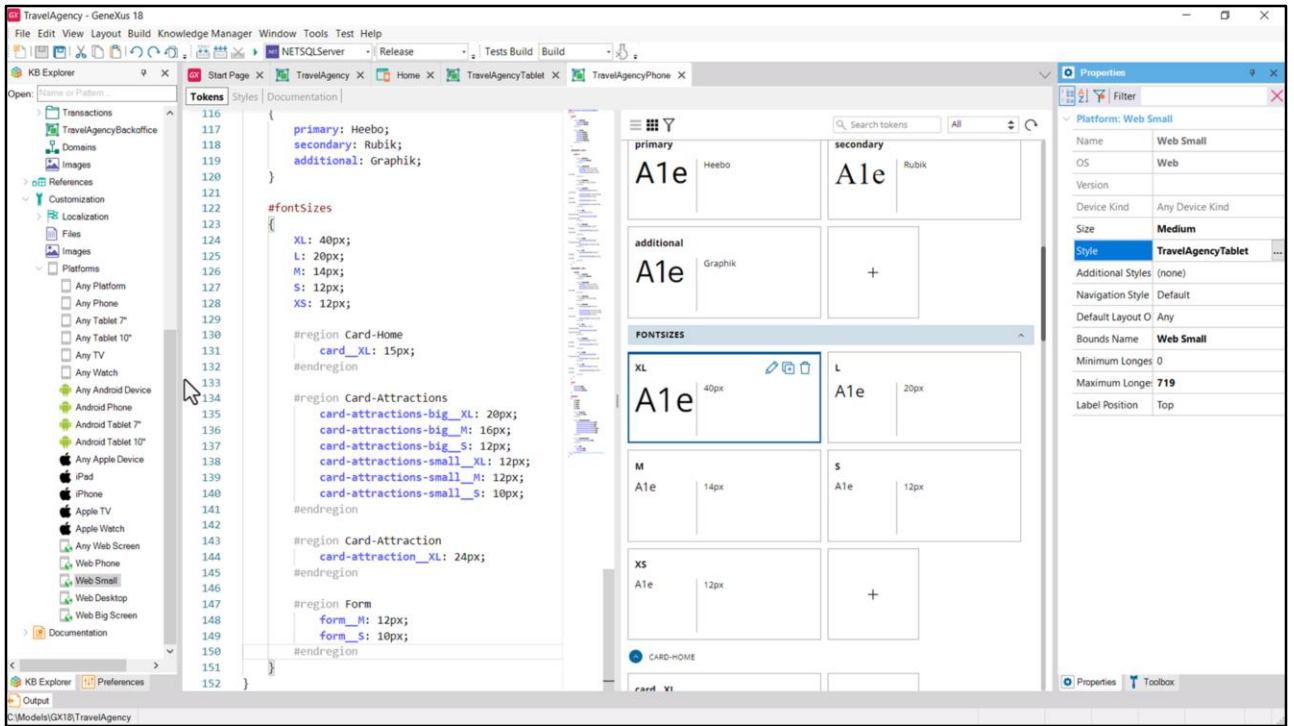 TravelAgency - GeneXus 18
File Edit View Layout Build Knowledge Manager Window Tools Test Help
NETSQLServer Release Tests Build Build
KB Explorer
Open: Name or Pattern...
Transactions
TravelAgencyBackoffice
Domains
Images
References
Customization
Localization
Files
Images
Platforms
Any Platform
Any Phone
Any Tablet 7"
Any Tablet 10"
Any TV
Any Watch
Any Android Device
Android Phone
Android Tablet 7"
Android Tablet 10"
Any Apple Device
iPad
iPhone
Apple TV
Apple Watch
Any Web Screen
Web Phone
Web Small
Web Desktop
Web Big Screen
Documentation
KB Explorer Preferences
Output
C:\Models\GX18\TravelAgency
Start Page TravelAgency Home TravelAgencyTablet TravelAgencyPhone
Tokens Styles Documentation
116 {
117 primary: Heebo;
118 secondary: Rubik;
119 additional: Graphik;
120 }
121
122 #fontSizes
123 {
124 XL: 40px;
125 L: 20px;
126 M: 14px;
127 S: 12px;
128 XS: 12px;
129
130 #region Card-Home
131 card__XL: 15px;
132 #endregion
133
134 #region Card-Attractions
135 card-attractions-big__XL: 20px;
136 card-attractions-big__M: 16px;
137 card-attractions-big__S: 12px;
138 card-attractions-small__XL: 12px;
139 card-attractions-small__M: 12px;
140 card-attractions-small__S: 10px;
141 #endregion
142
143 #region Card-Attraction
144 card-attraction__XL: 24px;
145 #endregion
146
147 #region Form
148 form__M: 12px;
149 form__S: 10px;
150 #endregion
151 }
152 }
Search tokens All
primary
A1e Heebo
secondary
A1e Rubik
additional
A1e Graphik
+
FONTSIZES
XL
A1e 40px
L
A1e 20px
M
A1e 14px
S
A1e 12px
XS
A1e 12px
+
CARD-HOME
card__XL
Properties
Filter
Platform: Web Small
Name Web Small
OS Web
Version
Device Kind Any Device Kind
Size Medium
Style TravelAgencyTablet ...
Additional Styles (none)
Navigation Style Default
Default Layout O Any
Bounds Name Web Small
Minimum Longes 0
Maximum Longe: 719
Label Position Top
Properties Toolbox